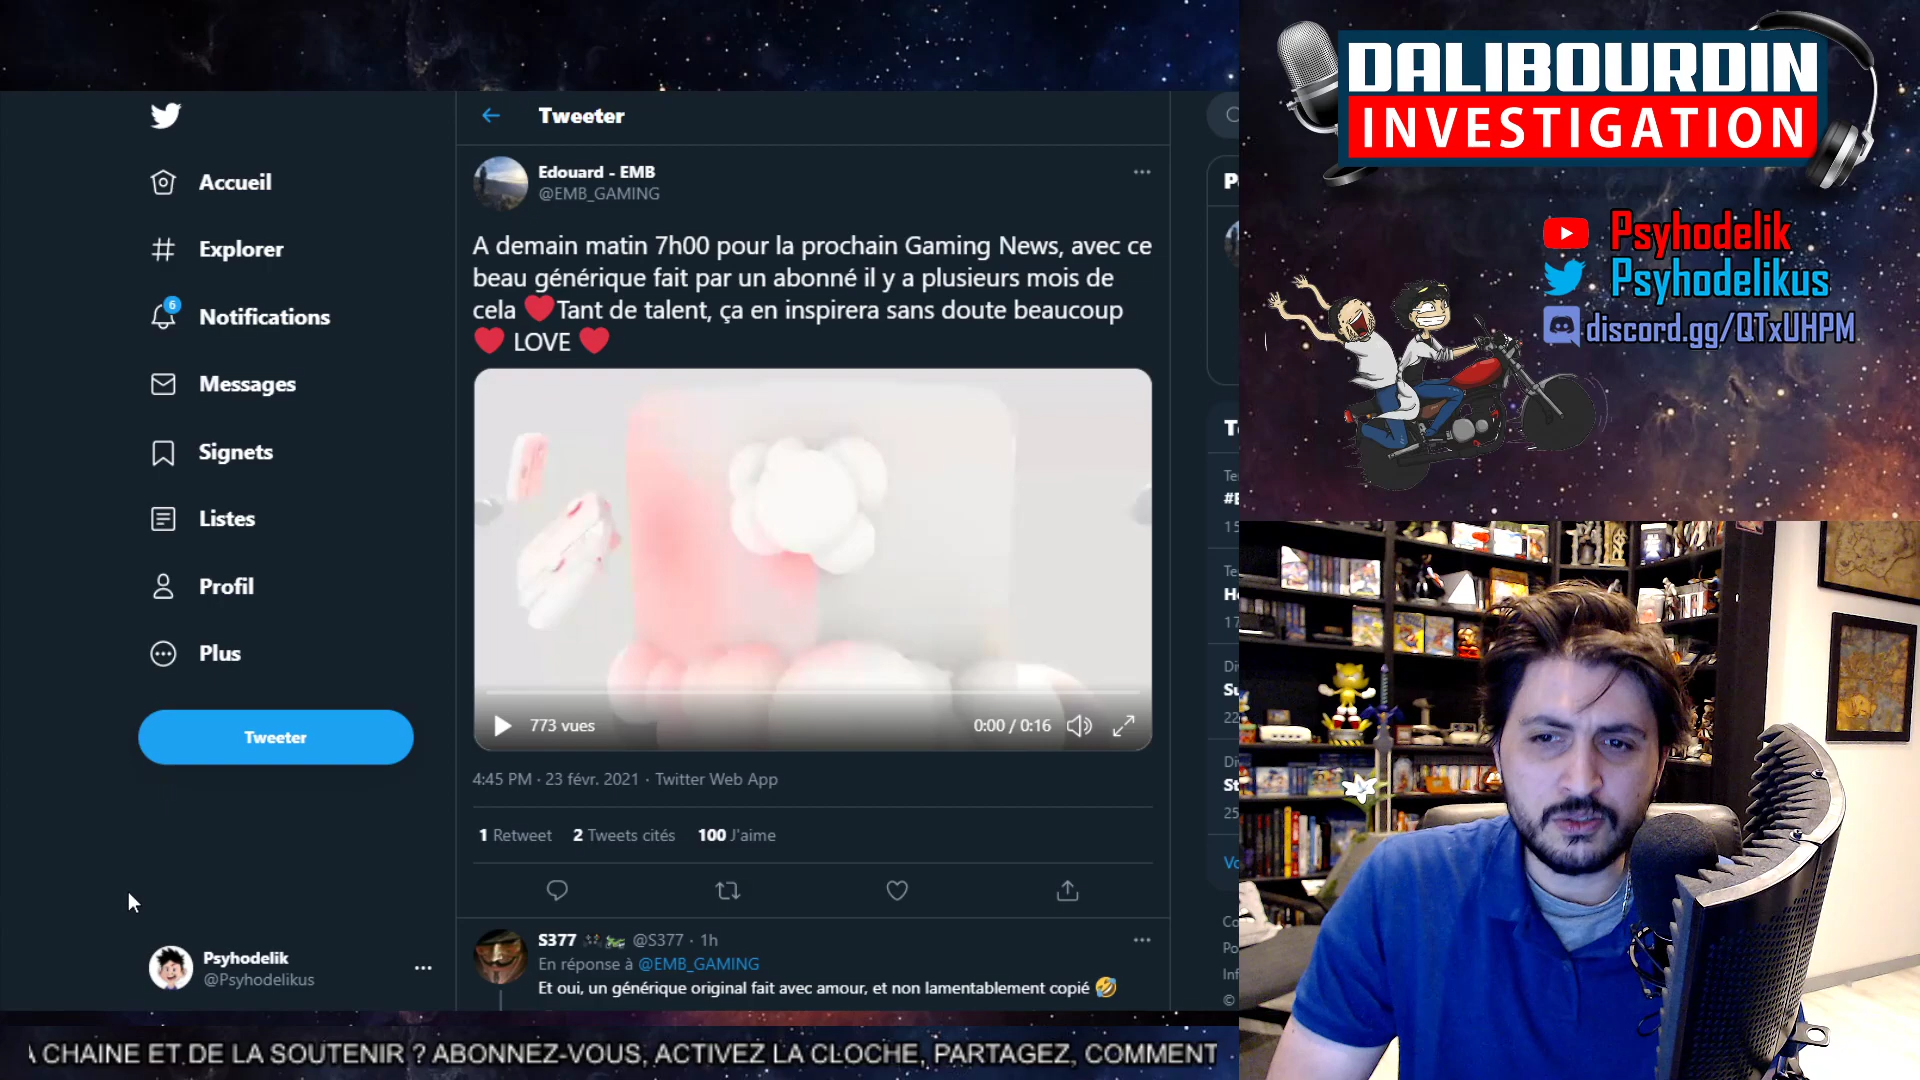 Accueil
Explorer
6
Notifications
Messages
Signets
Listes
Profil
Plus
Tweeter
Psyhodelik
@Psyhodelikus
Tweeter
Edouard - EMB
@EMB_GAMING
A demain matin 7h00 pour la prochain Gaming News, avec ce
beau générique fait par un abonné il y a plusieurs mois de
cela ❤️Tant de talent, ça en inspirera sans doute beaucoup
❤️ LOVE ❤️
773 vues
0:00 / 0:16
4:45 PM · 23 févr. 2021 · Twitter Web App
1 Retweet 2 Tweets cités 100 J'aime
S377 @S377 · 1h
En réponse à @EMB_GAMING
Et oui, un générique original fait avec amour, et non lamentablement copié 🤣
DALIBOURDIN
INVESTIGATION
Psyhodelik
Psyhodelikus
discord.gg/QTxUHPM
CHAINE ET DE LA SOUTENIR ? ABONNEZ-VOUS, ACTIVEZ LA CLOCHE, PARTAGEZ, COMMENT